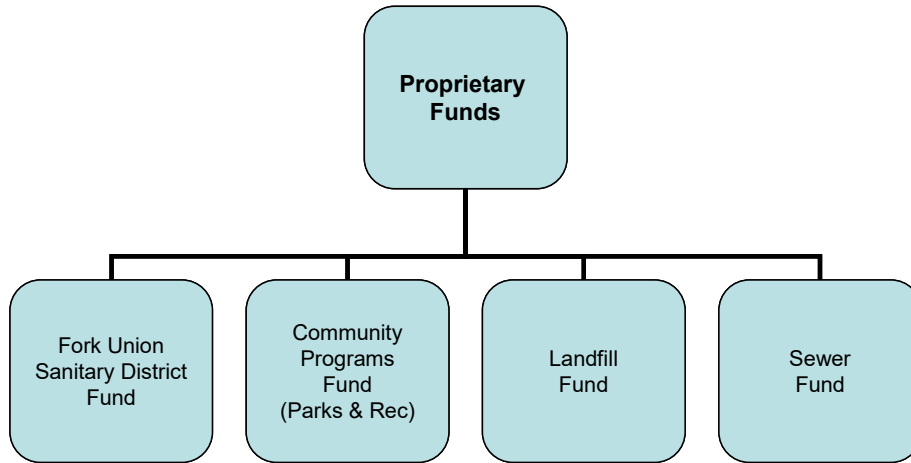 Proprietary
Funds
Fork Union
Sanitary District
Fund
Community
Programs
Fund
(Parks & Rec)
Landfill
Fund
Sewer
Fund